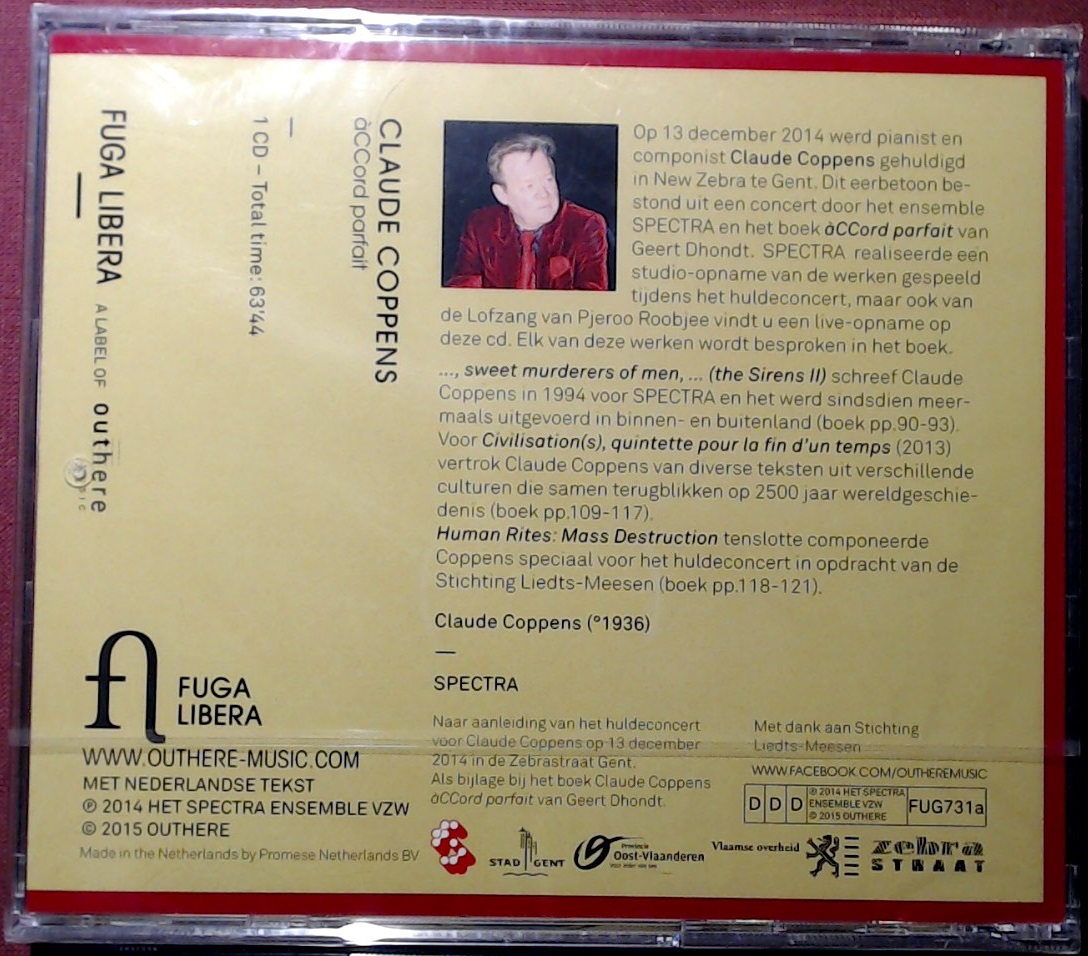 FUGA LIBERA A LABEL OF outhere
1 CD – Total time: 63'44
CLAUDE COPPENS
àCCord parfait
Op 13 december 2014 werd pianist en
componist Claude Coppens gehuldigd
in New Zebra te Gent. Dit eerbetoon be-
stond uit een concert door het ensemble
SPECTRA en het boek àCCord parfait van
Geert Dhondt. SPECTRA realiseerde een
studio-opname van de werken gespeeld
tijdens het huldeconcert, maar ook van
de Lofzang van Pjeroo Roobjee vindt u een live-opname op
deze cd. Elk van deze werken wordt besproken in het boek.
..., sweet murderers of men, ... (the Sirens II) schreef Claude
Coppens in 1994 voor SPECTRA en het werd sindsdien meer-
maals uitgevoerd in binnen- en buitenland (boek pp.90-93).
Voor Civilisation(s), quintette pour la fin d'un temps (2013)
vertrok Claude Coppens van diverse teksten uit verschillende
culturen die samen terugblikken op 2500 jaar wereldgeschie-
denis (boek pp.109-117).
Human Rites: Mass Destruction tenslotte componeerde
Coppens speciaal voor het huldeconcert in opdracht van de
Stichting Liedts-Meesen (boek pp.118-121).
Claude Coppens (°1936)
—
SPECTRA
Naar aanleiding van het huldeconcert
voor Claude Coppens op 13 december
2014 in de Zebrastraat Gent.
Als bijlage bij het boek Claude Coppens
àCCord parfait van Geert Dhondt.
Met dank aan Stichting
Liedts-Meesen
WWW.FACEBOOK.COM/OUTHEREMUSIC
D D D
℗ 2014 HET SPECTRA
ENSEMBLE VZW
© 2015 OUTHERE
FUG731a
FUGA
LIBERA
WWW.OUTHERE-MUSIC.COM
MET NEDERLANDSE TEKST
℗ 2014 HET SPECTRA ENSEMBLE VZW
© 2015 OUTHERE
Made in the Netherlands by Promese Netherlands BV
STAD GENT
Provincie
Oost-Vlaanderen
voor ieder van ons
Vlaamse overheid
zebra
STRAAT